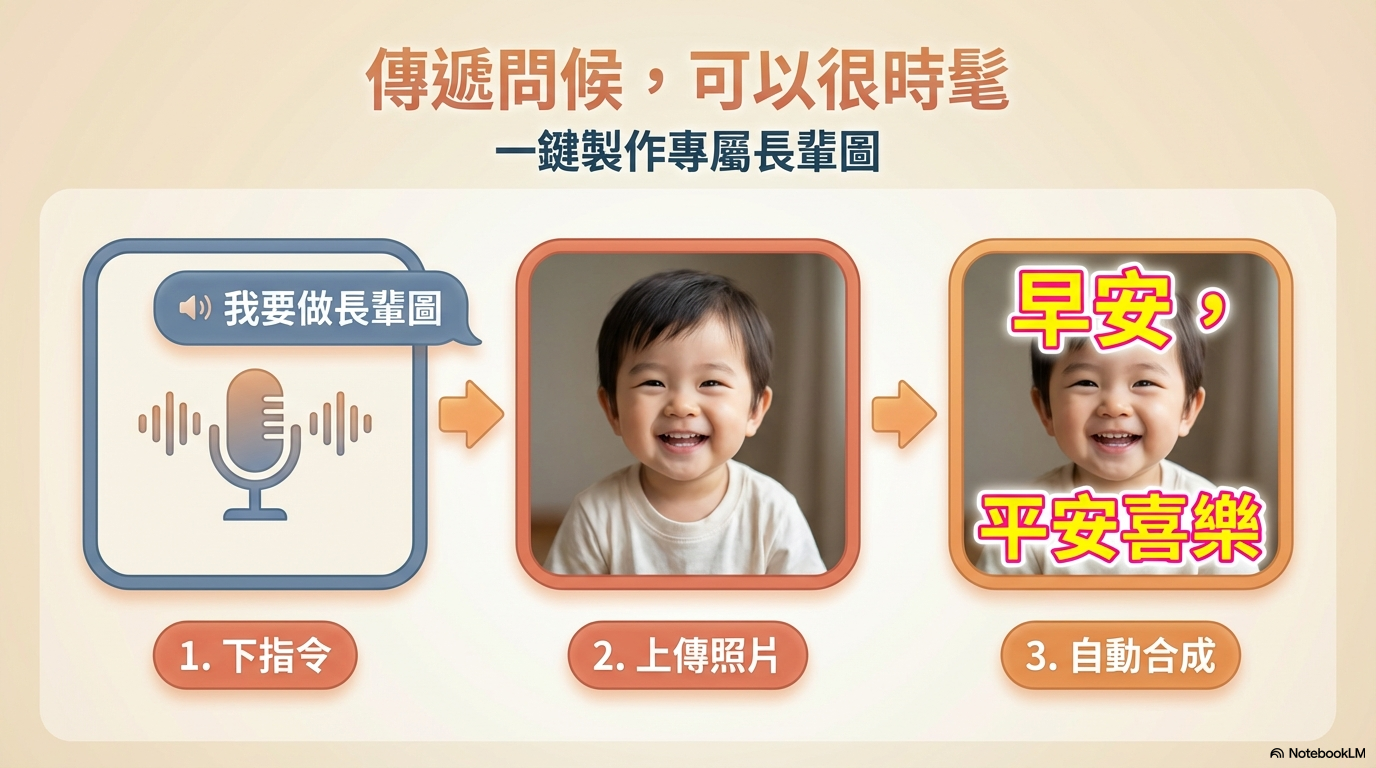 傳遞問候，可以很時髦
一鍵製作專屬長輩圖
我要做長輩圖
早安，
平安喜樂
1. 下指令
2. 上傳照片
3. 自動合成
NotebookLM